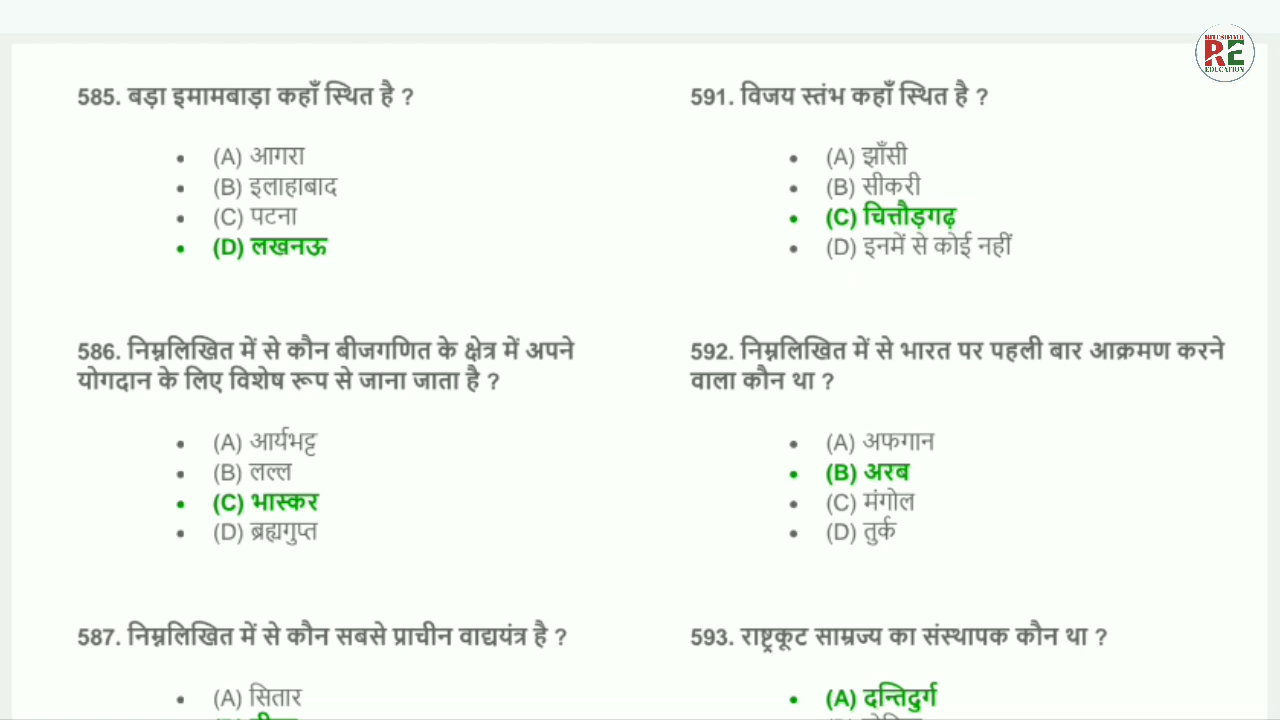 585. बड़ा इमामबाड़ा कहाँ स्थित है ?
(A) आगरा
(B) इलाहाबाद
(C) पटना
(D) लखनऊ
586. निम्नलिखित में से कौन बीजगणित के क्षेत्र में अपने
योगदान के लिए विशेष रूप से जाना जाता है ?
(A) आर्यभट्ट
(B) लल्ल
(C) भास्कर
(D) ब्रह्मगुप्त
587. निम्नलिखित में से कौन सबसे प्राचीन वाद्ययंत्र है ?
(A) सितार
591. विजय स्तंभ कहाँ स्थित है ?
(A) झाँसी
(B) सीकरी
(C) चित्तौड़गढ़
(D) इनमें से कोई नहीं
592. निम्नलिखित में से भारत पर पहली बार आक्रमण करने
वाला कौन था ?
(A) अफगान
(B) अरब
(C) मंगोल
(D) तुर्क
593. राष्ट्रकूट साम्रज्य का संस्थापक कौन था ?
(A) दन्तिदुर्ग
RE
EDUCATION